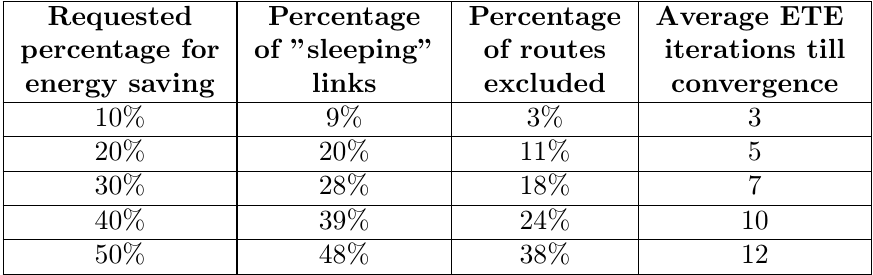 Requested percentage for energy saving | Percentage of "sleeping" links | Percentage of routes excluded | Average ETE iterations till convergence
10% | 9% | 3% | 3
20% | 20% | 11% | 5
30% | 28% | 18% | 7
40% | 39% | 24% | 10
50% | 48% | 38% | 12